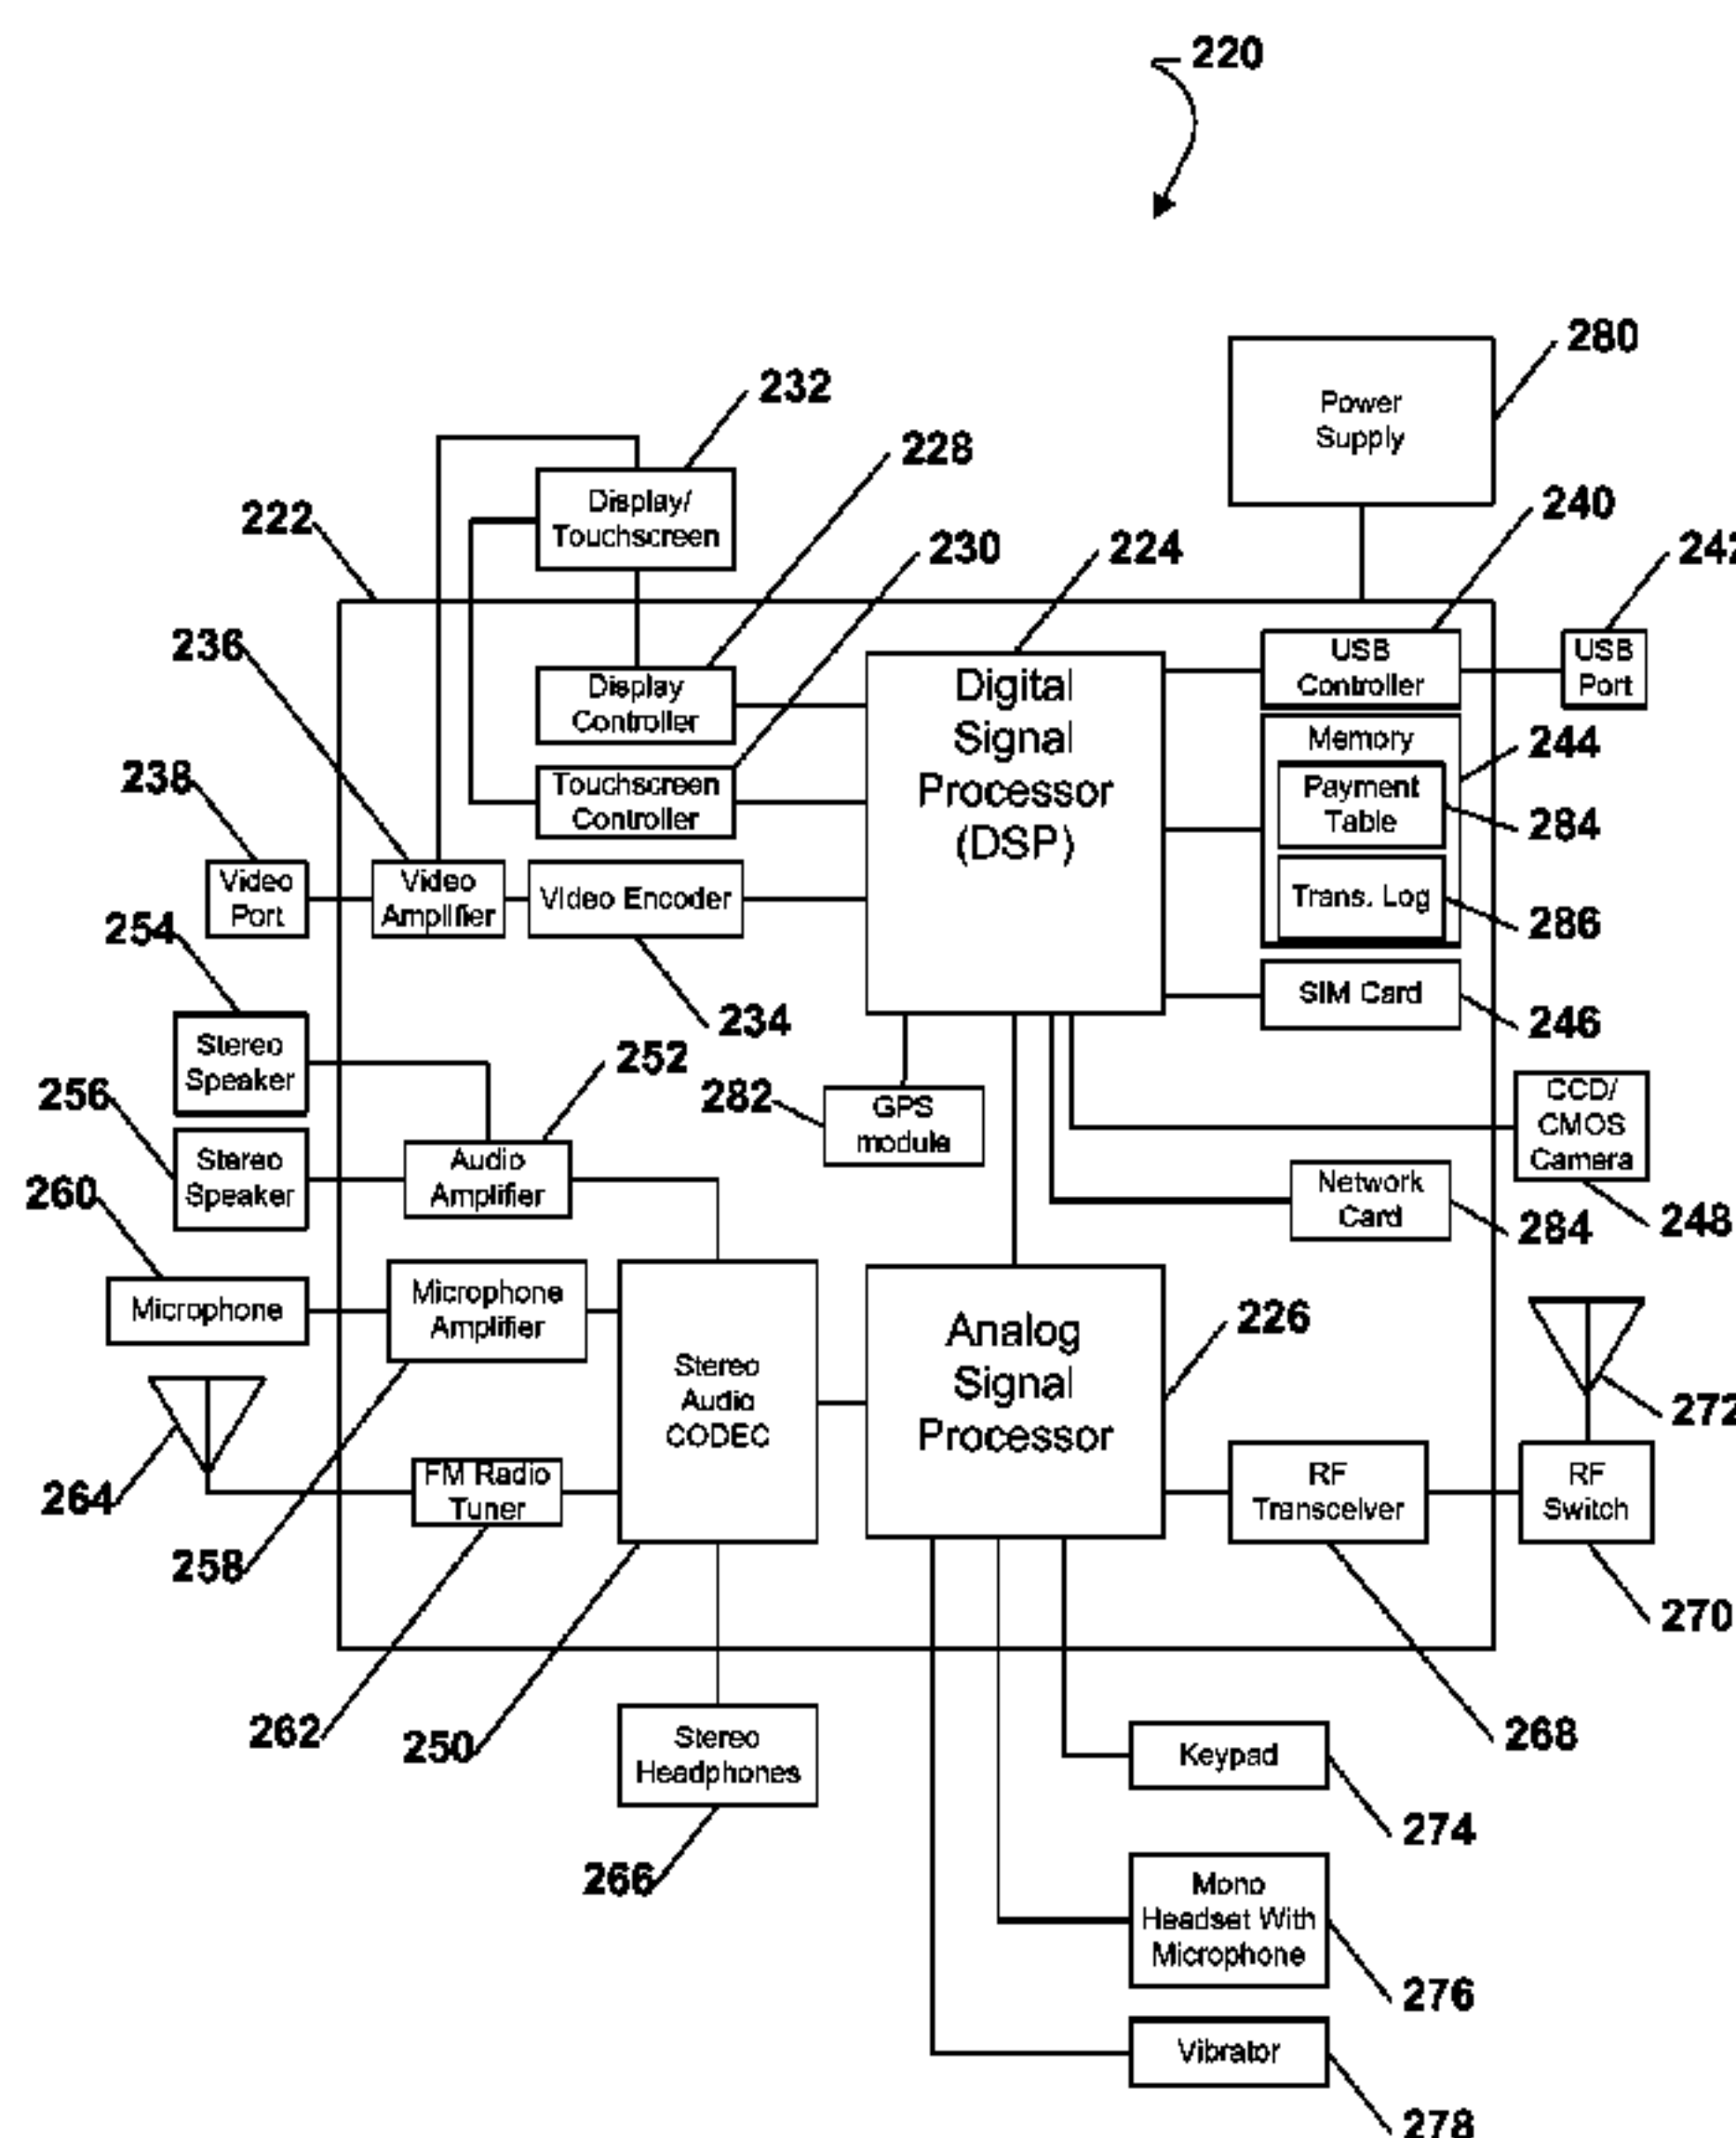 220
280
Power
Supply
232
228
Display/
Touchscreen
240
222
230
224
242
236
USB
Controller
USB
Port
Display
Controller
Digital
Signal
Processor
(DSP)
Memory
244
238
Touchscreen
Controller
Payment
Table
284
Video
Port
Video
Amplifier
Video Encoder
Trans. Log
286
254
234
SIM Card
246
Stereo
Speaker
252
256
282
GPS
module
CCD/
CMOS
Camera
Stereo
Speaker
Audio
Amplifier
260
Network
Card
284
248
Microphone
Microphone
Amplifier
Stereo
Audio
CODEC
Analog
Signal
Processor
226
272
264
FM Radio
Tuner
RF
Transceiver
RF
Switch
258
270
262
250
Stereo
Headphones
268
Keypad
274
266
Mono
Headset With
Microphone
276
Vibrator
278